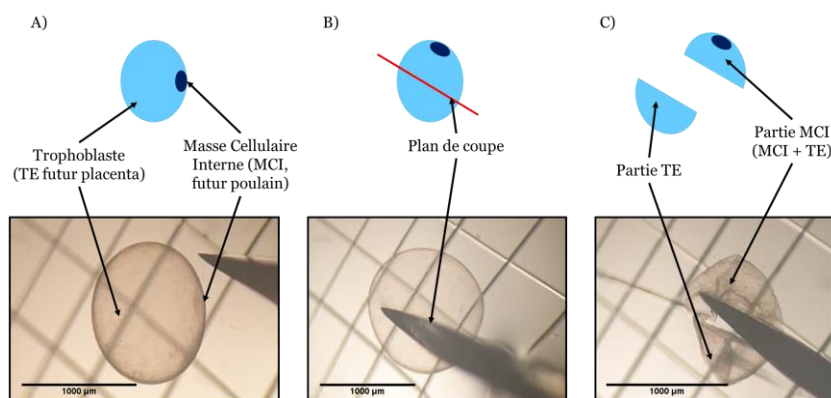 A)
B)
C)
Trophoblaste
(TE futur placenta)
Masse Cellulaire
Interne (MCI,
futur poulain)
Plan de coupe
Partie TE
Partie MCI
(MCI + TE)
1000 µm
1000 µm
1000 µm